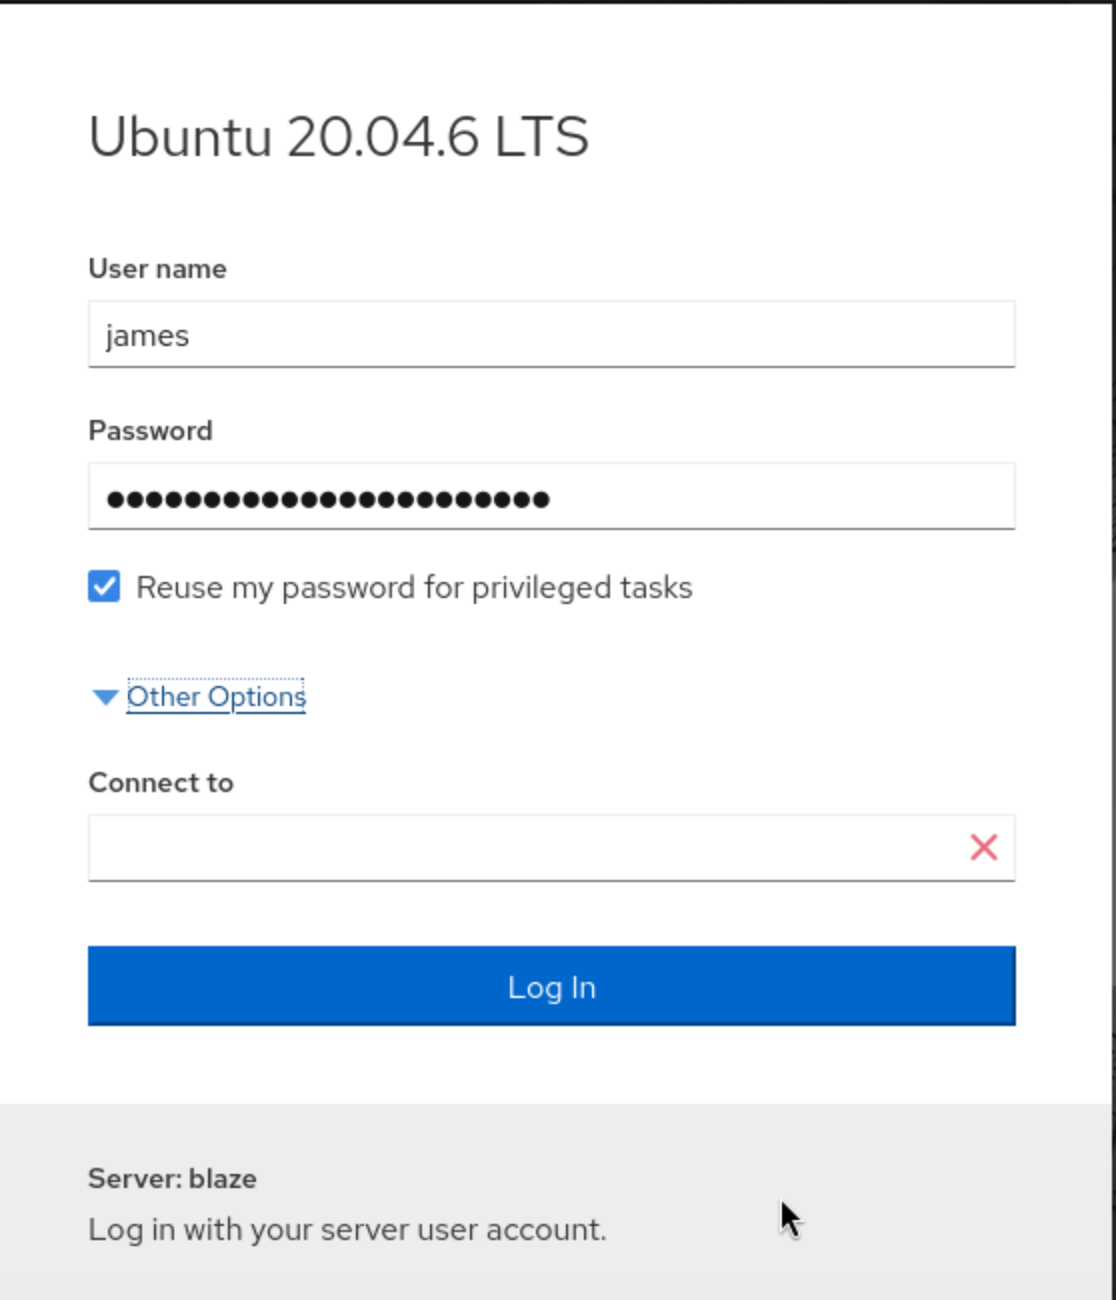 Ubuntu 20.04.6 LTS
User name
james
Password
●●●●●●●●●●●●●●●●●●●●●●●
Reuse my password for privileged tasks
Other Options
Connect to
Log In
Server: blaze
Log in with your server user account.